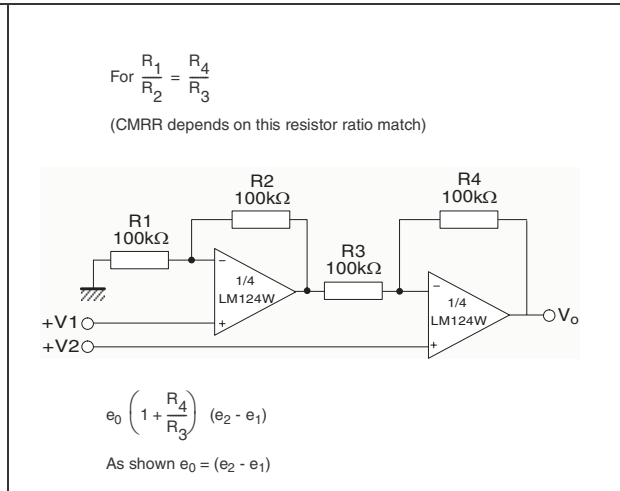 For R1/R2 = R4/R3
(CMRR depends on this resistor ratio match)
R2
100kΩ
R4
100kΩ
R1
100kΩ
R3
100kΩ
1/4
LM124W
1/4
LM124W
+V1
+V2
Vo
e0 (1 + R4/R3) (e2 - e1)
As shown e0 = (e2 - e1)